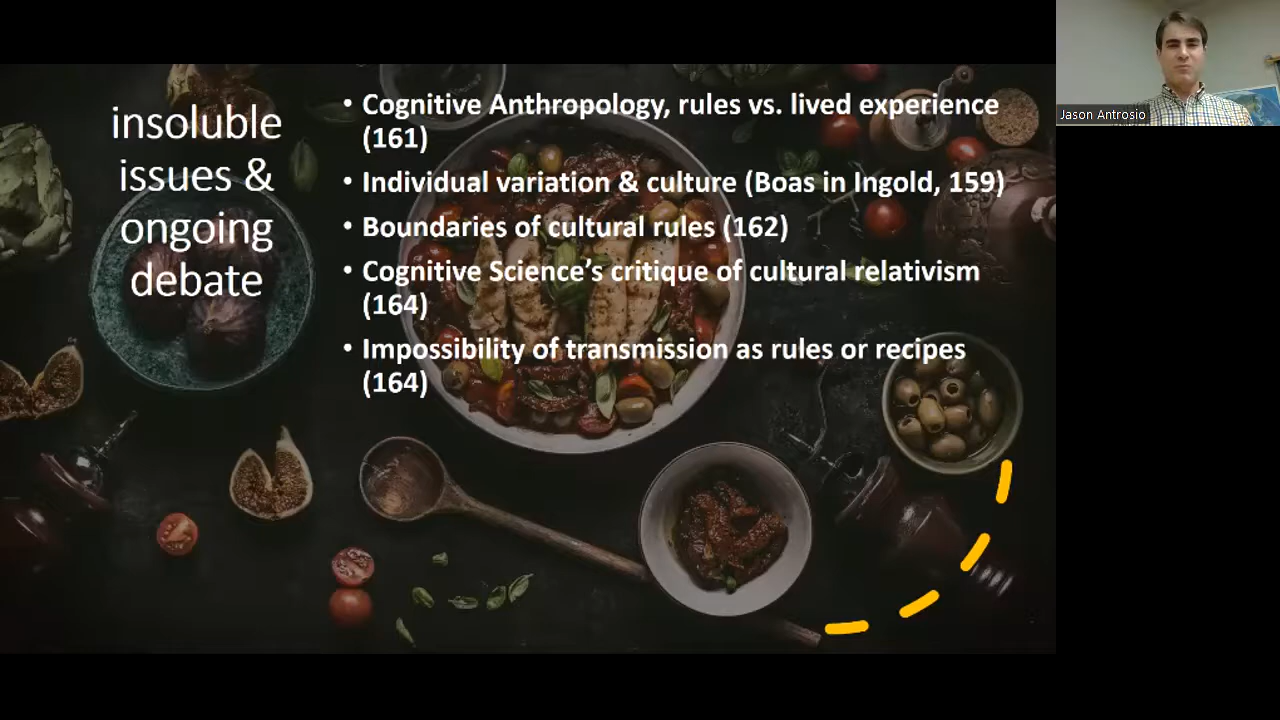 insoluble
issues &
ongoing
debate
• Cognitive Anthropology, rules vs. lived experience
(161)
• Individual variation & culture (Boas in Ingold, 159)
• Boundaries of cultural rules (162)
• Cognitive Science’s critique of cultural relativism
(164)
• Impossibility of transmission as rules or recipes
(164)
Jason Antrosio